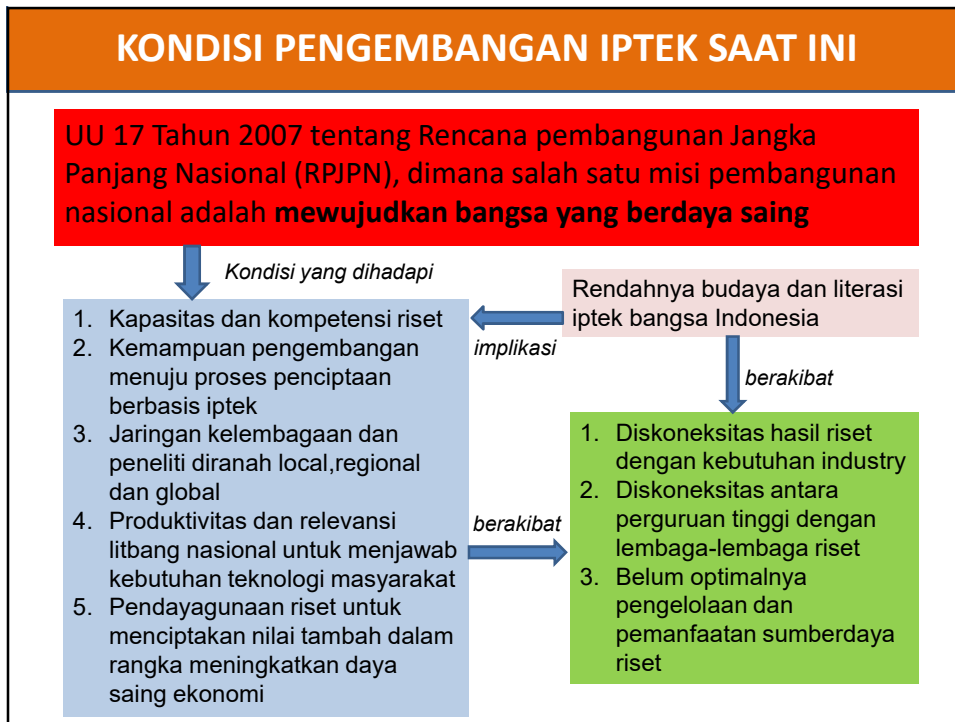 KONDISI PENGEMBANGAN IPTEK SAAT INI
UU 17 Tahun 2007 tentang Rencana pembangunan Jangka
Panjang Nasional (RPJPN), dimana salah satu misi pembangunan
nasional adalah mewujudkan bangsa yang berdaya saing
Kondisi yang dihadapi
Rendahnya budaya dan literasi
iptek bangsa Indonesia
implikasi
berakibat
1. Kapasitas dan kompetensi riset
2. Kemampuan pengembangan
menuju proses penciptaan
berbasis iptek
3. Jaringan kelembagaan dan
peneliti diranah local,regional
dan global
4. Produktivitas dan relevansi
litbang nasional untuk menjawab
kebutuhan teknologi masyarakat
5. Pendayagunaan riset untuk
menciptakan nilai tambah dalam
rangka meningkatkan daya
saing ekonomi
berakibat
1. Diskoneksitas hasil riset
dengan kebutuhan industry
2. Diskoneksitas antara
perguruan tinggi dengan
lembaga-lembaga riset
3. Belum optimalnya
pengelolaan dan
pemanfaatan sumberdaya
riset